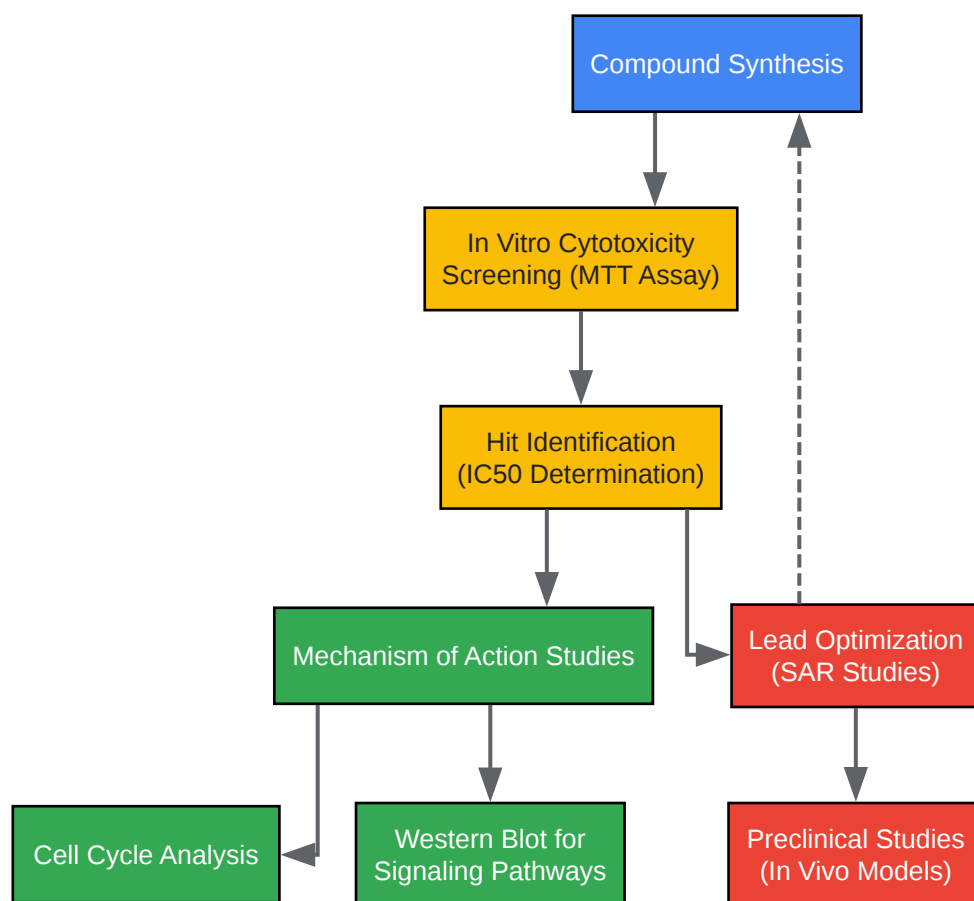 Compound Synthesis
In Vitro Cytotoxicity
Screening (MTT Assay)
Hit Identification
(IC50 Determination)
Mechanism of Action Studies
Lead Optimization
(SAR Studies)
Cell Cycle Analysis
Western Blot for
Signaling Pathways
Preclinical Studies
(In Vivo Models)